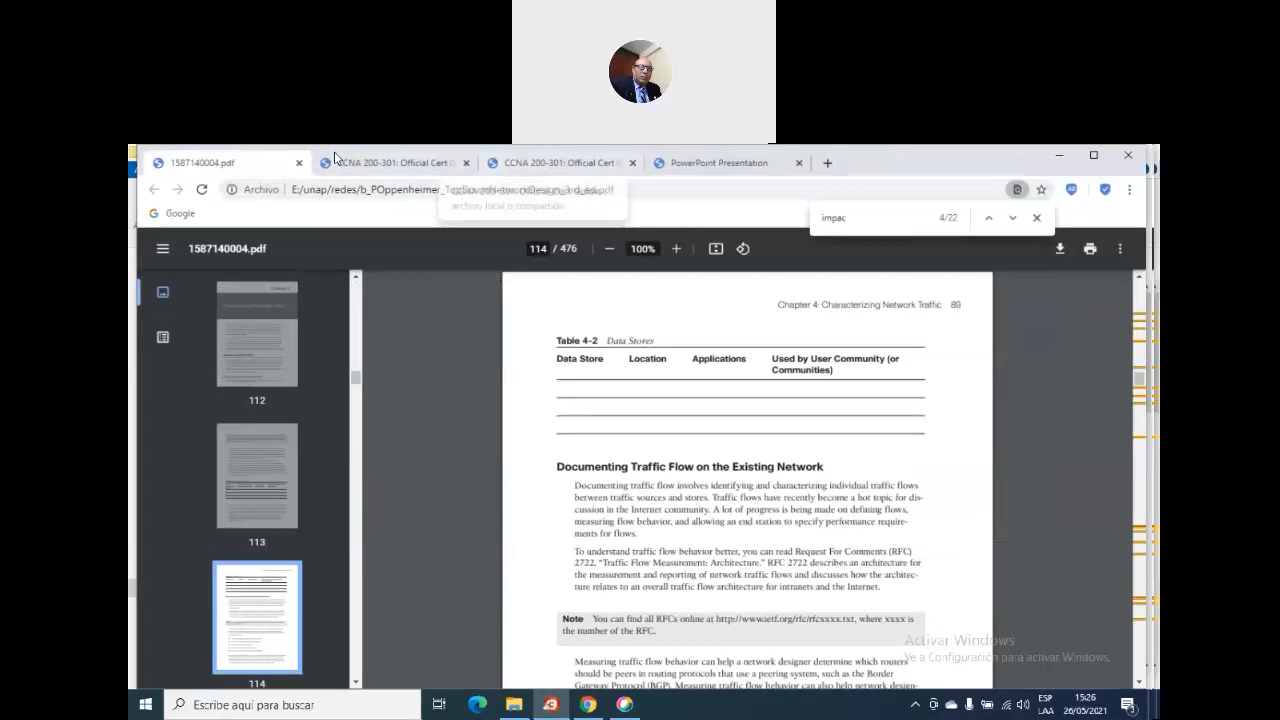 1587140004.pdf
CCNA 200-301: Official Cert G
CCNA 200-301: Official Cert
PowerPoint Presentation
Archivo
E:/unap/redes/b_POppenheimer_TopDownNetworkDesign_3rd_ed.pdf
archivo local o compartido
Google
impac
4/22
1587140004.pdf
114 / 476
100%
112
113
114
Chapter 4: Characterizing Network Traffic 89
Table 4-2 Data Stores
Data Store Location Applications Used by User Community (or
Communities)
Documenting Traffic Flow on the Existing Network
Documenting traffic flow involves identifying and characterizing individual traffic flows
between traffic sources and stores. Traffic flows have recently become a hot topic for dis-
cussion in the Internet community. A lot of progress is being made on defining flows,
measuring flow behavior, and allowing an end station to specify performance require-
ments for flows.
To understand traffic flow behavior better, you can read Request For Comments (RFC)
2722, "Traffic Flow Measurement: Architecture." RFC 2722 describes an architecture for
the measurement and reporting of network traffic flows and discusses how the architec-
ture relates to an overall traffic flow architecture for intranets and the Internet.
Note You can find all RFCs online at http://www.ietf.org/rfc/rfcxxxx.txt, where xxxx is
the number of the RFC.
Measuring traffic flow behavior can help a network designer determine which routers
should be peers in routing protocols that use a peering system, such as the Border
Gateway Protocol (BGP). Measuring traffic flow behavior can also help network design-
Activar Windows
Ve a Configuración para activar Windows.
Escribe aquí para buscar
ESP
LAA
15:26
26/05/2021
3